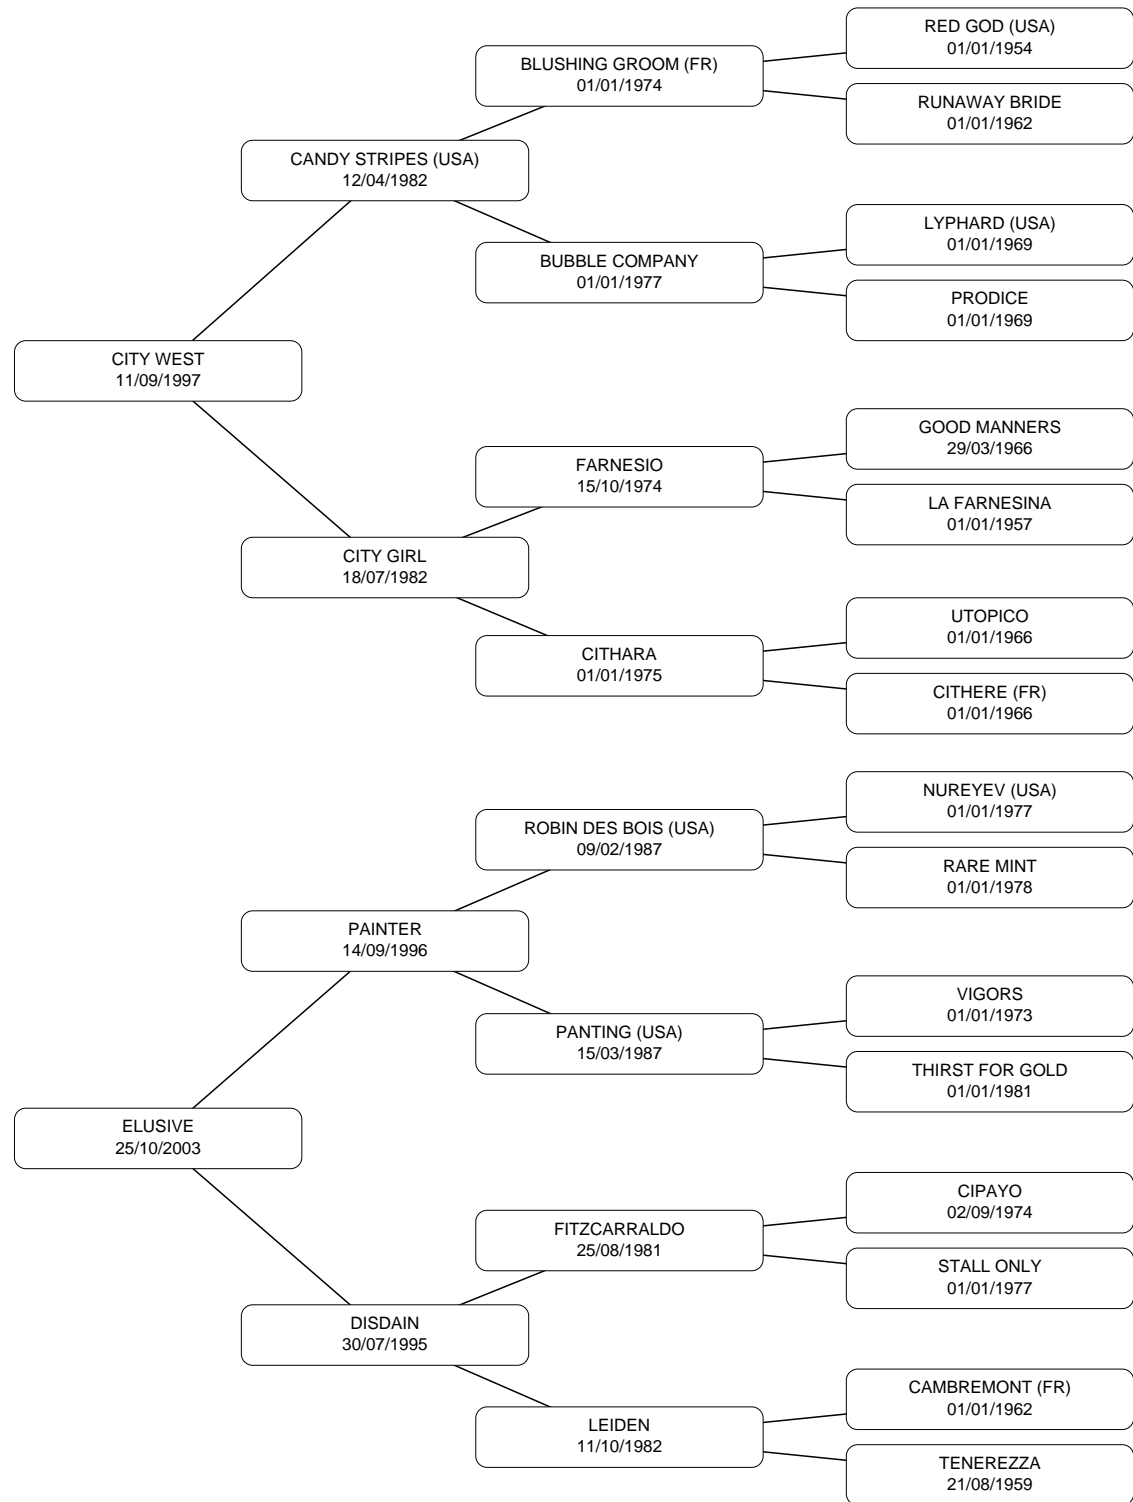 RED GOD (USA)
01/01/1954
BLUSHING GROOM (FR)
01/01/1974
RUNAWAY BRIDE
01/01/1962
CANDY STRIPES (USA)
12/04/1982
LYPHARD (USA)
01/01/1969
BUBBLE COMPANY
01/01/1977
PRODICE
01/01/1969
CITY WEST
11/09/1997
GOOD MANNERS
29/03/1966
FARNESIO
15/10/1974
LA FARNESINA
01/01/1957
CITY GIRL
18/07/1982
UTOPICO
01/01/1966
CITHARA
01/01/1975
CITHERE (FR)
01/01/1966
NUREYEV (USA)
01/01/1977
ROBIN DES BOIS (USA)
09/02/1987
RARE MINT
01/01/1978
PAINTER
14/09/1996
VIGORS
01/01/1973
PANTING (USA)
15/03/1987
THIRST FOR GOLD
01/01/1981
ELUSIVE
25/10/2003
CIPAYO
02/09/1974
FITZCARRALDO
25/08/1981
STALL ONLY
01/01/1977
DISDAIN
30/07/1995
CAMBREMONT (FR)
01/01/1962
LEIDEN
11/10/1982
TENEREZZA
21/08/1959